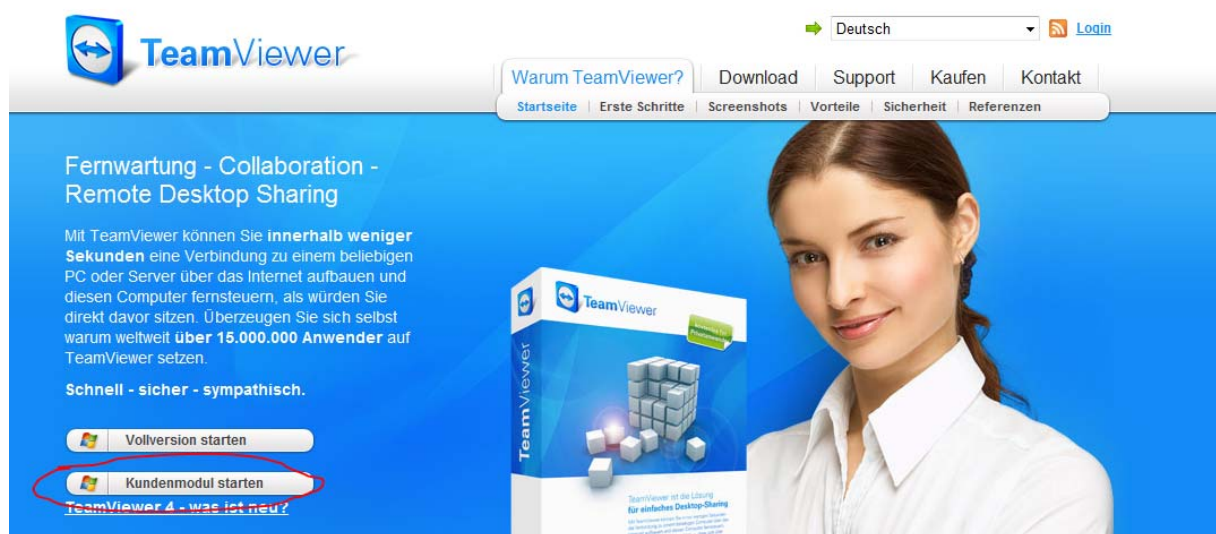 TeamViewer
Deutsch
Login
Warum TeamViewer? Download Support Kaufen Kontakt
Startseite Erste Schritte Screenshots Vorteile Sicherheit Referenzen
Fernwartung - Collaboration -
Remote Desktop Sharing
Mit TeamViewer können Sie innerhalb weniger
Sekunden eine Verbindung zu einem beliebigen
PC oder Server über das Internet aufbauen und
diesen Computer fernsteuern, als würden Sie
direkt davor sitzen. Überzeugen Sie sich selbst
warum weltweit über 15.000.000 Anwender auf
TeamViewer setzen.
Schnell - sicher - sympathisch.
Vollversion starten
Kundenmodul starten
TeamViewer 4 - was ist neu?
TeamViewer
TeamViewer
TeamViewer ist die Lösung
für einfaches Desktop-Sharing